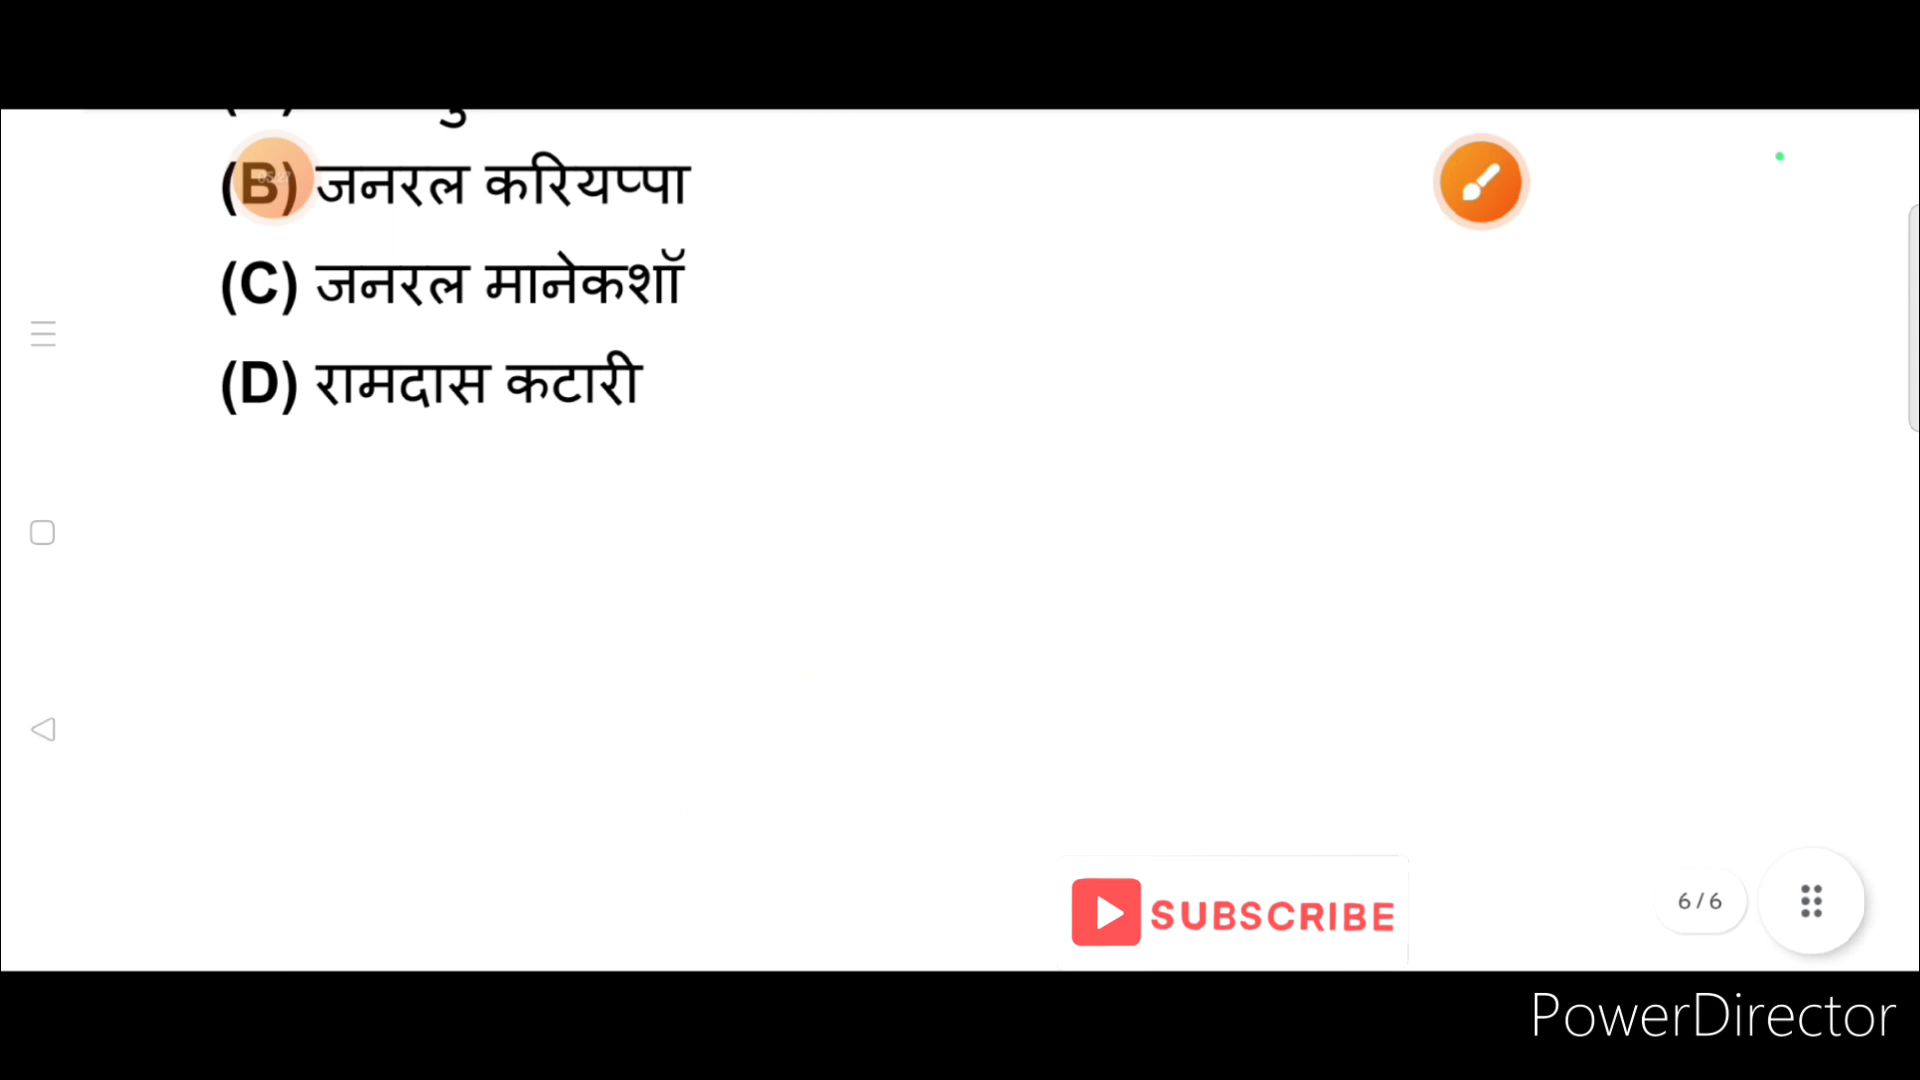 (B) जनरल करियप्पा
(C) जनरल मानेकशॉ
(D) रामदास कटारी
SUBSCRIBE
6/6
PowerDirector